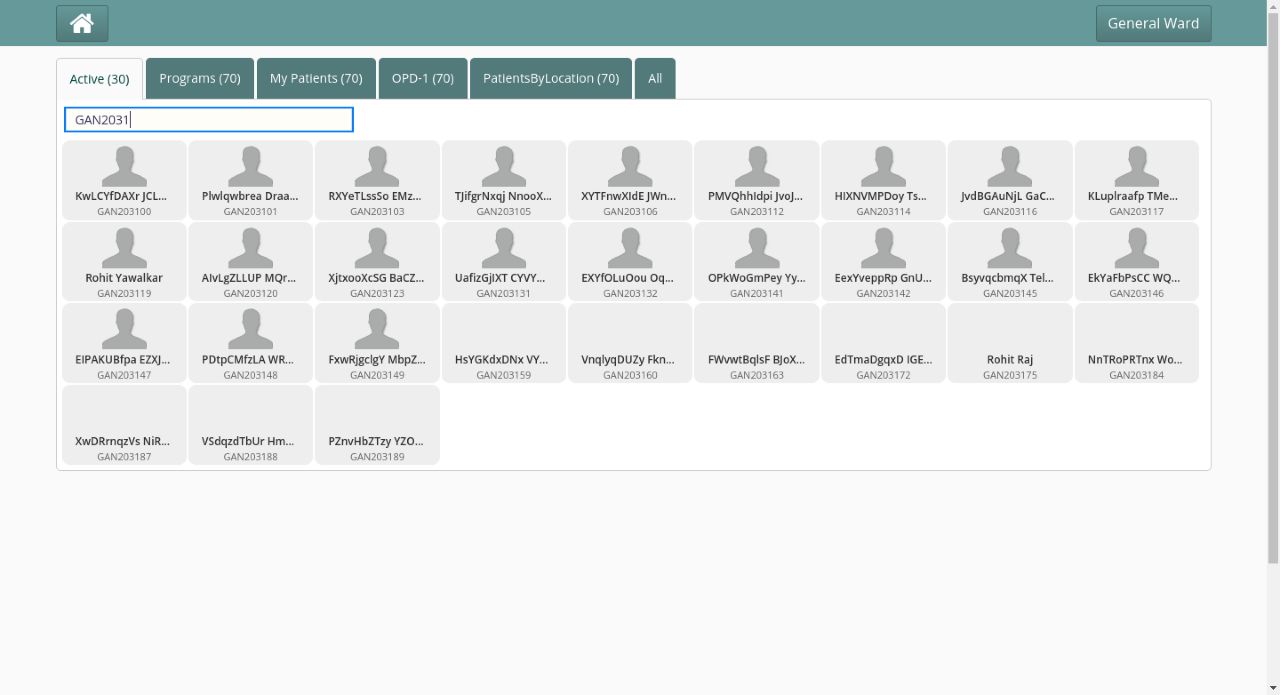 General Ward
Active (30) Programs (70) My Patients (70) OPD-1 (70) PatientsByLocation (70) All
GAN2031
KwLCYfDAXr JCL... Plwlqwbrea Draa... RXYeTLssSo EMz... TJifgrNxqj NnooX... XYTFnwXIdE JWn... PMVQhhIdpi JvoJ... HIXNVMPDoy Ts... JvdBGAuNjL GaC... KLuplraafp TMe...
GAN203100 GAN203101 GAN203103 GAN203105 GAN203106 GAN203112 GAN203114 GAN203116 GAN203117
Rohit Yawalkar AIvLgZLLUP MQr... XjtxooXcSG BaCZ... UafizGjIXT CYVY... EXYfOLuOou Oq... OPkWoGmPey Yy... EexYveppRp GnU... BsyvqcbmqX Tel... EkYaFbPsCC WQ...
GAN203119 GAN203120 GAN203123 GAN203131 GAN203132 GAN203141 GAN203142 GAN203145 GAN203146
EIPAKUBfpa EZXJ... PDtpCMfzLA WR... FxwRjgclgY MbpZ... HsYGKdxDNx VY... VnqlyqDUZy Fkn... FWvwtBqlsF BJoX... EdTmaDgqxD IGE... Rohit Raj NnTRoPRTnx Wo...
GAN203147 GAN203148 GAN203149 GAN203159 GAN203160 GAN203163 GAN203172 GAN203175 GAN203184
XwDRrnqzVs NiR... VSdqzdTbUr Hm... PZnvHbZTzy YZO...
GAN203187 GAN203188 GAN203189